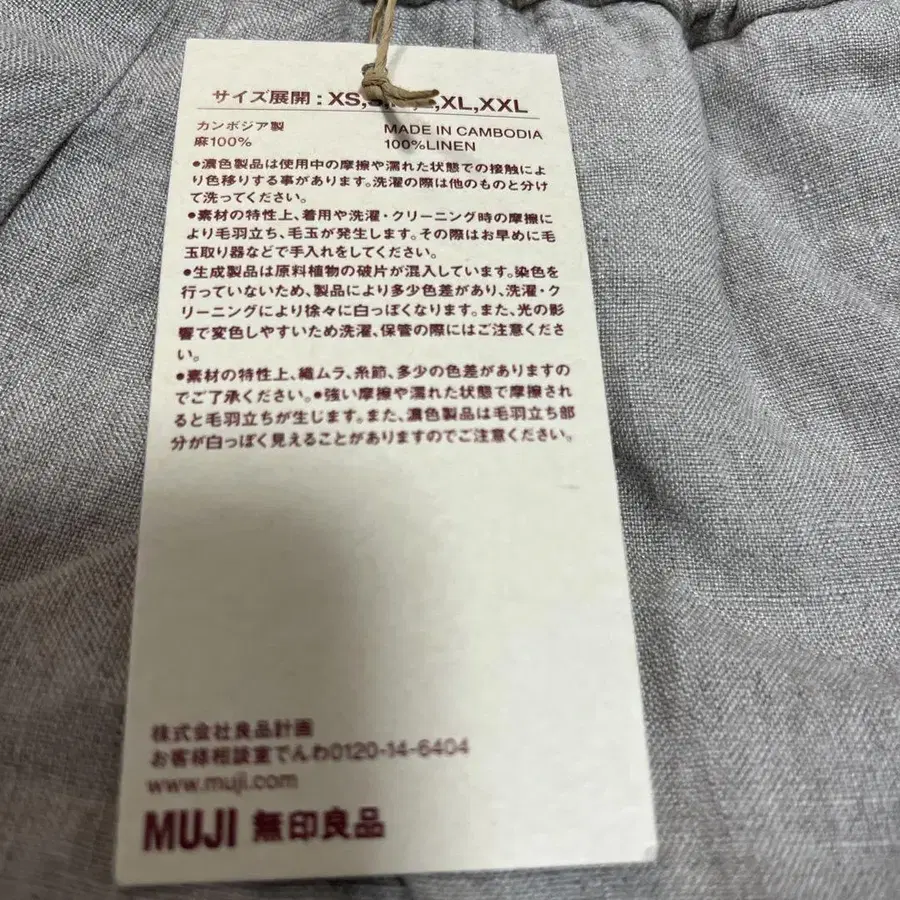 サイズ展開 : XS,S,M,L,XL,XXL
カンボジア製 MADE IN CAMBODIA
麻100% 100%LINEN
●濃色製品は使用中の摩擦や濡れた状態での接触によ
り色移りする事があります。洗濯の際は他のものと分け
て洗ってください。
●素材の特性上、着用や洗濯・クリーニング時の摩擦に
より毛羽立ち、毛玉が発生します。その際はお早めに毛
玉取り器などで手入れをしてください。
●生成製品は原料植物の破片が混入しています。染色を
行っていないため、製品により多少色差があり、洗濯・ク
リーニングにより徐々に白っぽくなります。また、光の影
響で変色しやすいため洗濯、保管の際にはご注意くださ
い。
●素材の特性上、織ムラ、糸節、多少の色差がありますの
でご了承ください。●強い摩擦や濡れた状態で摩擦され
ると毛羽立ちが生じます。また、濃色製品は毛羽立ち部
分が白っぽく見えることがありますのでご注意ください。
株式会社良品計画
お客様相談室でんわ0120-14-6404
www.muji.com
MUJI 無印良品